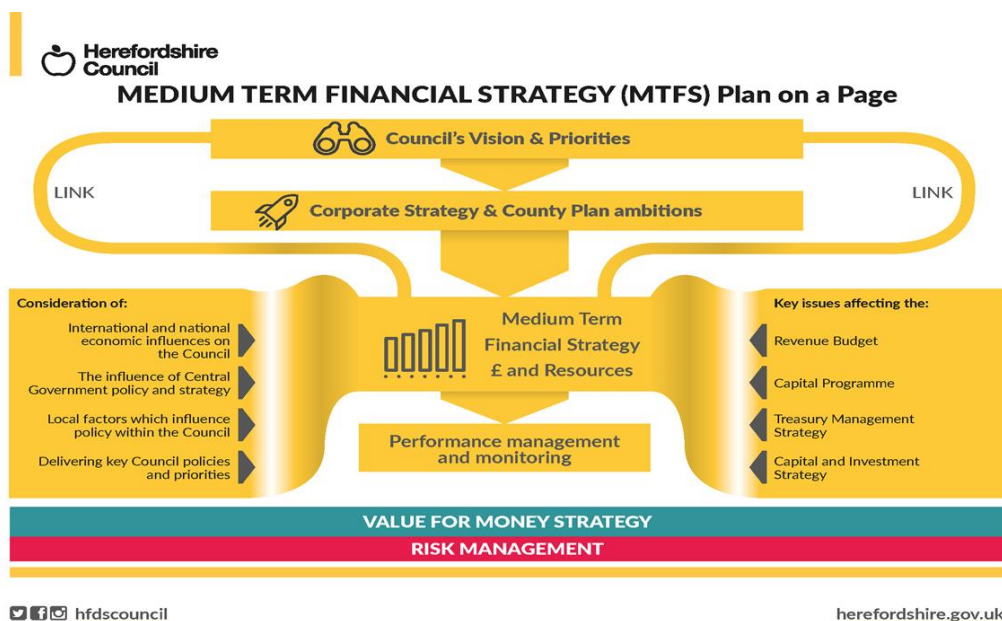 Herefordshire
Council
MEDIUM TERM FINANCIAL STRATEGY (MTFS) Plan on a Page
Council's Vision & Priorities
LINK
LINK
Corporate Strategy & County Plan ambitions
Consideration of:
International and national
economic influences on
the Council
The influence of Central
Government policy and strategy
Local factors which influence
policy within the Council
Delivering key Council policies
and priorities
Medium Term
Financial Strategy
£ and Resources
Performance management
and monitoring
Key issues affecting the:
Revenue Budget
Capital Programme
Treasury Management
Strategy
Capital and Investment
Strategy
VALUE FOR MONEY STRATEGY
RISK MANAGEMENT
hfdscouncil
herefordshire.gov.uk